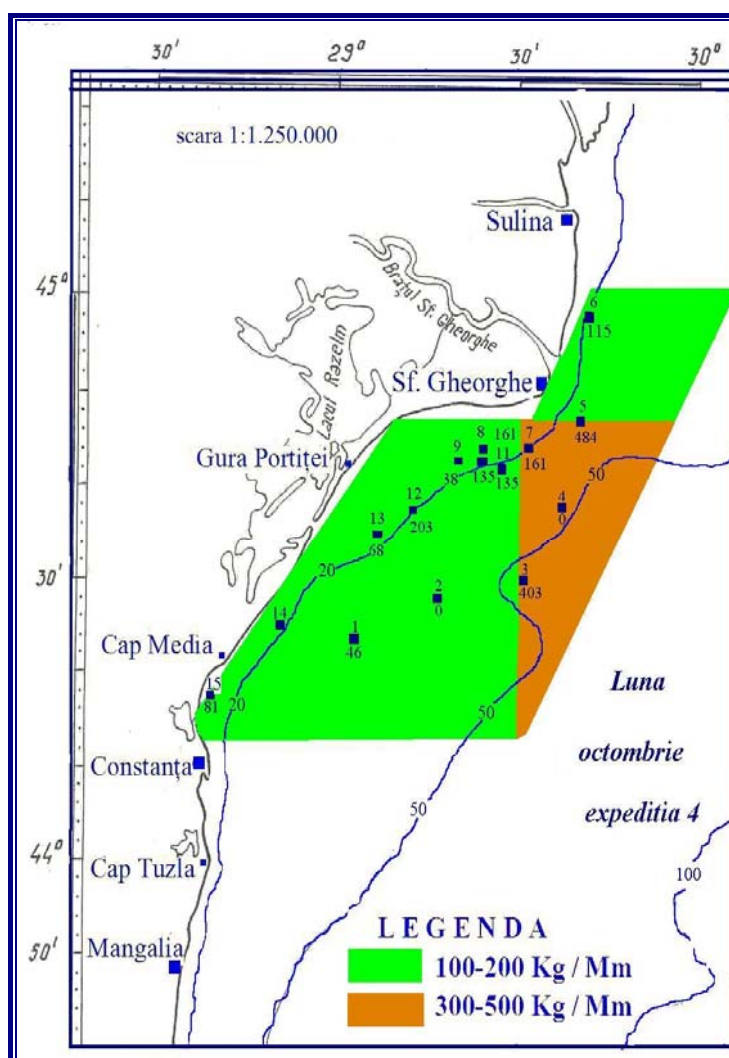 30' 29° 30' 30°
scara 1:1.250.000
Sulina
45°
Brațul Sf. Gheorghe
6
115
Lacul Razelm
Sf. Gheorghe
5
484
8 161 7
9 11
161
Gura Portiței
38 135 135
50
12
203
4
0
13
68
30'
20
3
403
2
0
14
1
46
Cap Media
15
81
20
Luna
50
octombrie
Constanța
expeditia 4
50
44°
Cap Tuzla
100
LEGENDA
Mangalia
50'
100-200 Kg / Mm
300-500 Kg / Mm